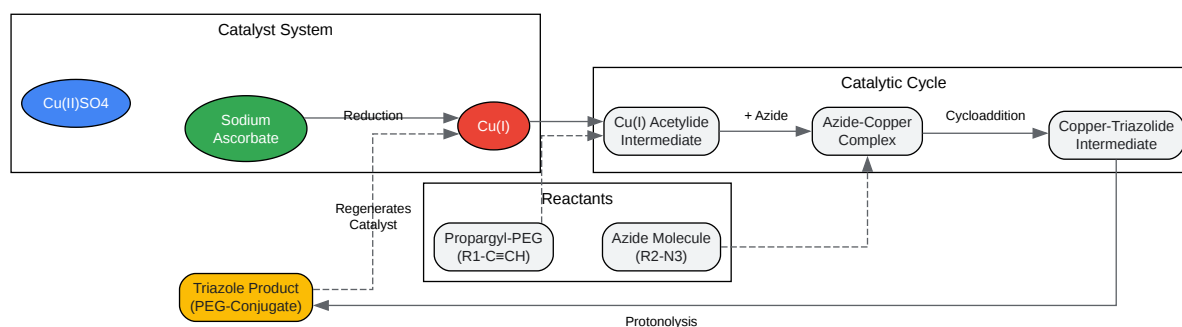 Catalyst System
Cu(II)SO4
Sodium
Ascorbate
Reduction
Cu(I)
Catalytic Cycle
Cu(I) Acetylide
Intermediate
+ Azide
Azide-Copper
Complex
Cycloaddition
Copper-Triazolide
Intermediate
Reactants
Propargyl-PEG
(R1-C≡CH)
Azide Molecule
(R2-N3)
Regenerates
Catalyst
Triazole Product
(PEG-Conjugate)
Protonolysis